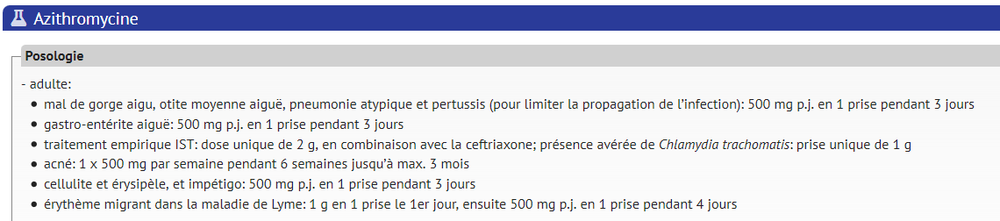 Azithromycine
Posologie
- adulte:
• mal de gorge aigu, otite moyenne aiguë, pneumonie atypique et pertussis (pour limiter la propagation de l’infection): 500 mg p.j. en 1 prise pendant 3 jours
• gastro-entérite aiguë: 500 mg p.j. en 1 prise pendant 3 jours
• traitement empirique IST: dose unique de 2 g, en combinaison avec la ceftriaxone; présence avérée de Chlamydia trachomatis: prise unique de 1 g
• acné: 1 x 500 mg par semaine pendant 6 semaines jusqu’à max. 3 mois
• cellulite et érysipèle, et impétigo: 500 mg p.j. en 1 prise pendant 3 jours
• érythème migrant dans la maladie de Lyme: 1 g en 1 prise le 1er jour, ensuite 500 mg p.j. en 1 prise pendant 4 jours